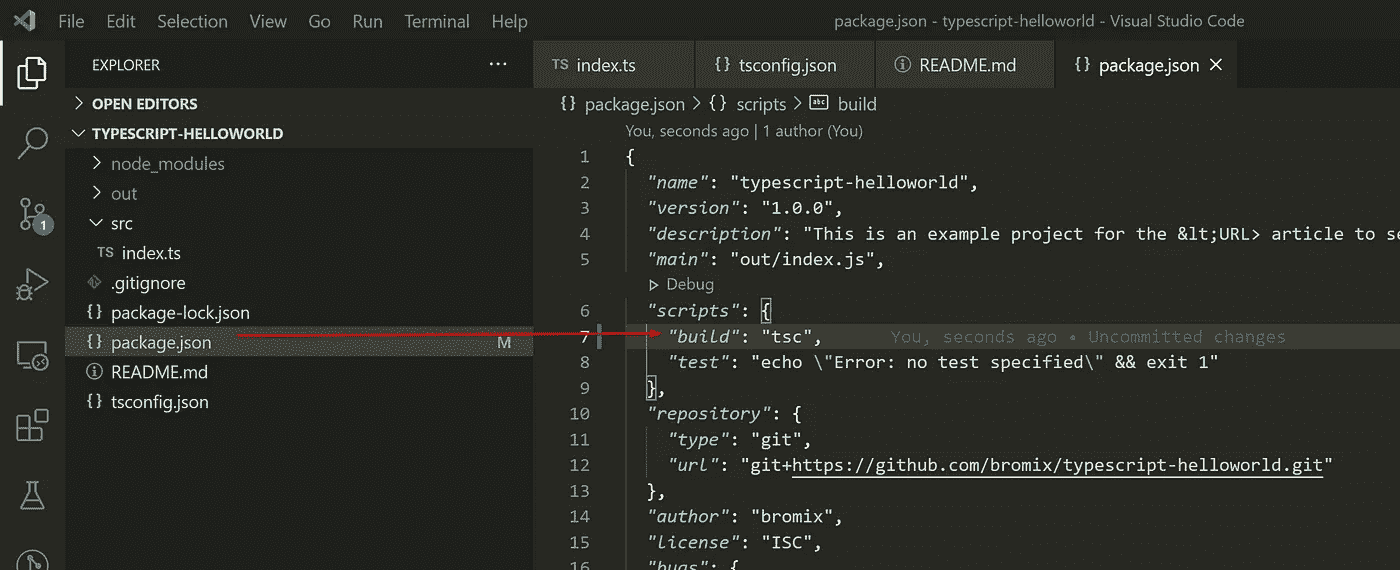 File Edit Selection View Go Run Terminal Help
package.json - typescript-helloworld - Visual Studio Code
EXPLORER ...
OPEN EDITORS
TYPESCRIPT-HELLOWORLD
node_modules
out
src
TS index.ts
.gitignore
{} package-lock.json
{} package.json M
README.md
{} tsconfig.json
1
TS index.ts
{} tsconfig.json
README.md
{} package.json
{} package.json > {} scripts > abc build
You, seconds ago | 1 author (You)
1 {
2 "name": "typescript-helloworld",
3 "version": "1.0.0",
4 "description": "This is an example project for the &lt;URL> article to se
5 "main": "out/index.js",
Debug
6 "scripts": {
7 "build": "tsc", You, seconds ago • Uncommitted changes
8 "test": "echo \"Error: no test specified\" && exit 1"
9 },
10 "repository": {
11 "type": "git",
12 "url": "git+https://github.com/bromix/typescript-helloworld.git"
13 },
14 "author": "bromix",
15 "license": "ISC",
16 "bugs": {